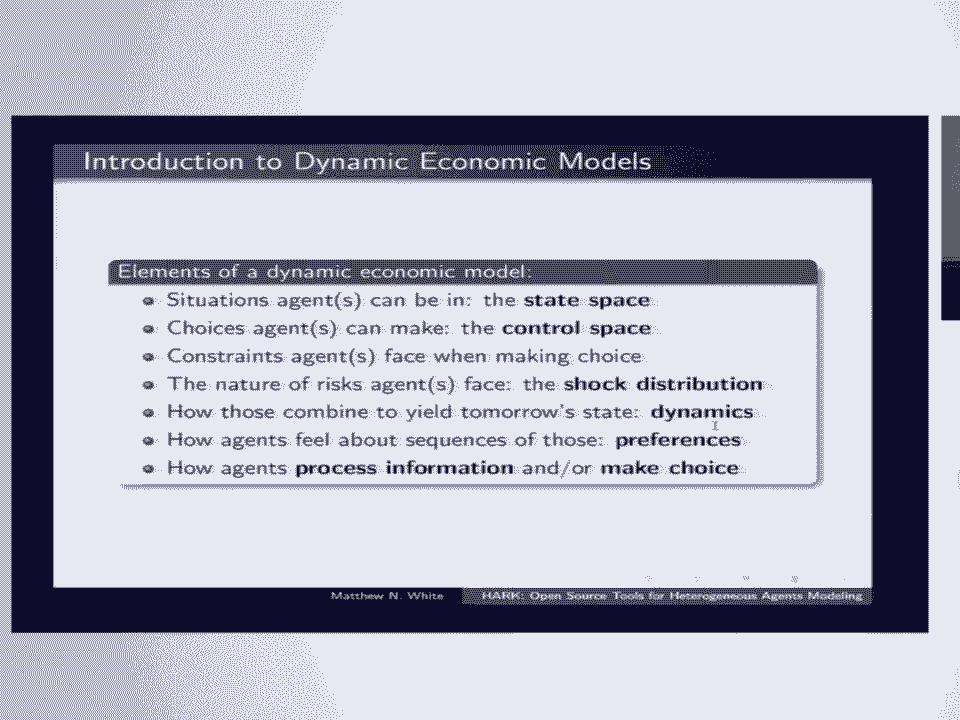 Introduction to Dynamic Economic Models
Elements of a dynamic economic model:
Situations agent(s) can be in: the state space
Choices agent(s) can make: the control space
Constraints agent(s) face when making choice
The nature of risks agent(s) face: the shock distribution
How those combine to yield tomorrow's state: dynamics
How agents feel about sequences of those: preferences
How agents process information and/or make choice
Matthew N. White HARK: Open Source Tools for Heterogeneous Agents Modeling